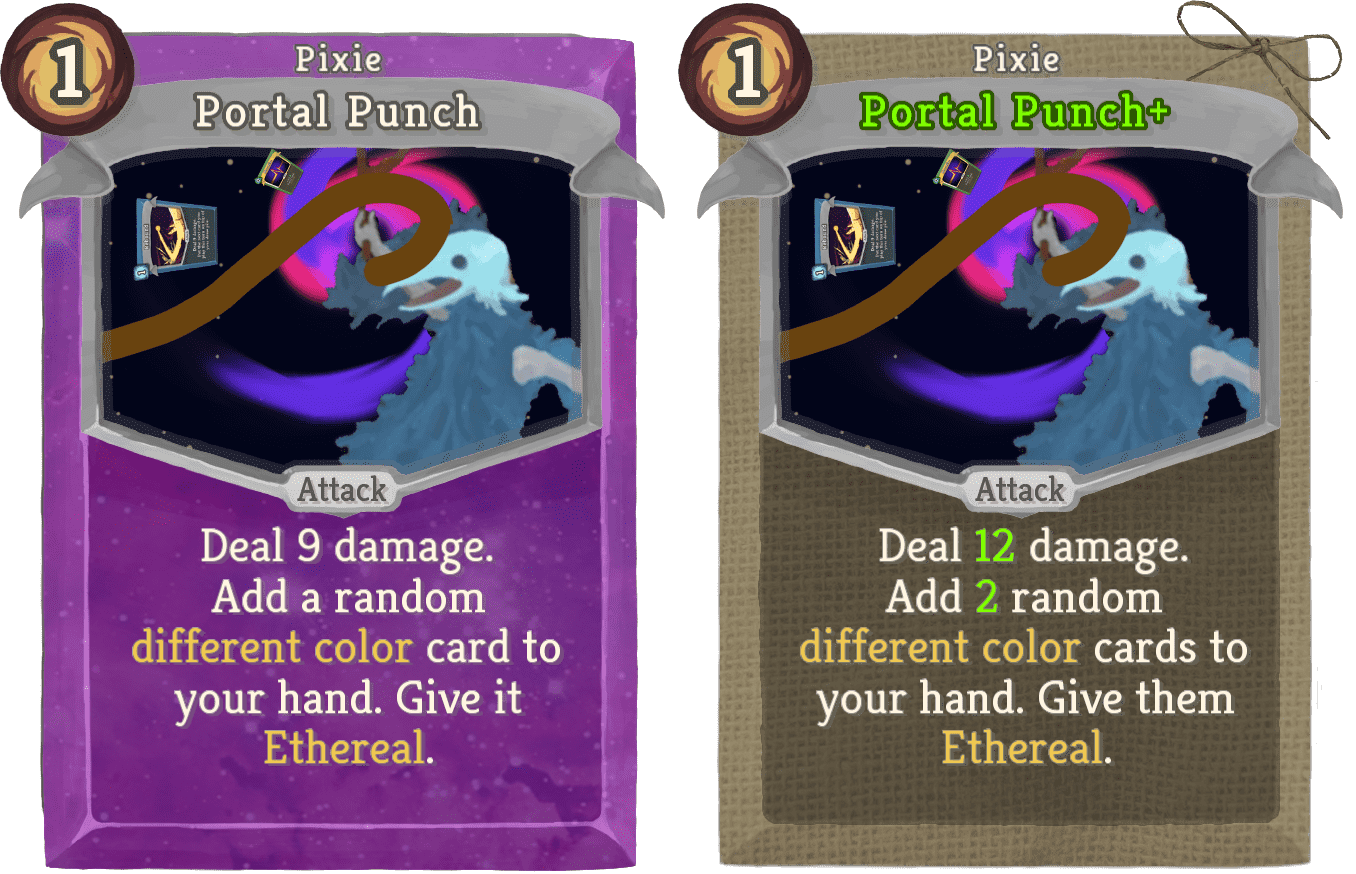 1
Pixie
Portal Punch
Attack
Deal 9 damage.
Add a random
different color card to
your hand. Give it
Ethereal.
1
Pixie
Portal Punch+
Attack
Deal 12 damage.
Add 2 random
different color cards to
your hand. Give them
Ethereal.